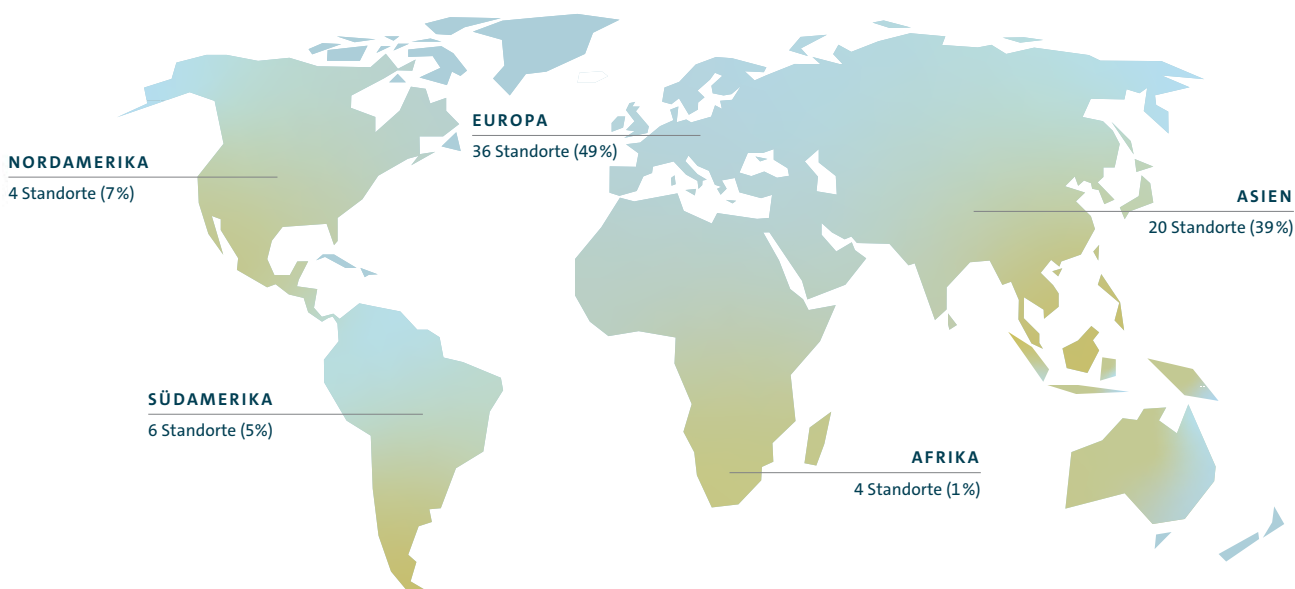 EUROPA
36 Standorte (49 %)
NORDAMERIKA
4 Standorte (7 %)
ASIEN
20 Standorte (39 %)
SÜDAMERIKA
6 Standorte (5 %)
AFRIKA
4 Standorte (1 %)